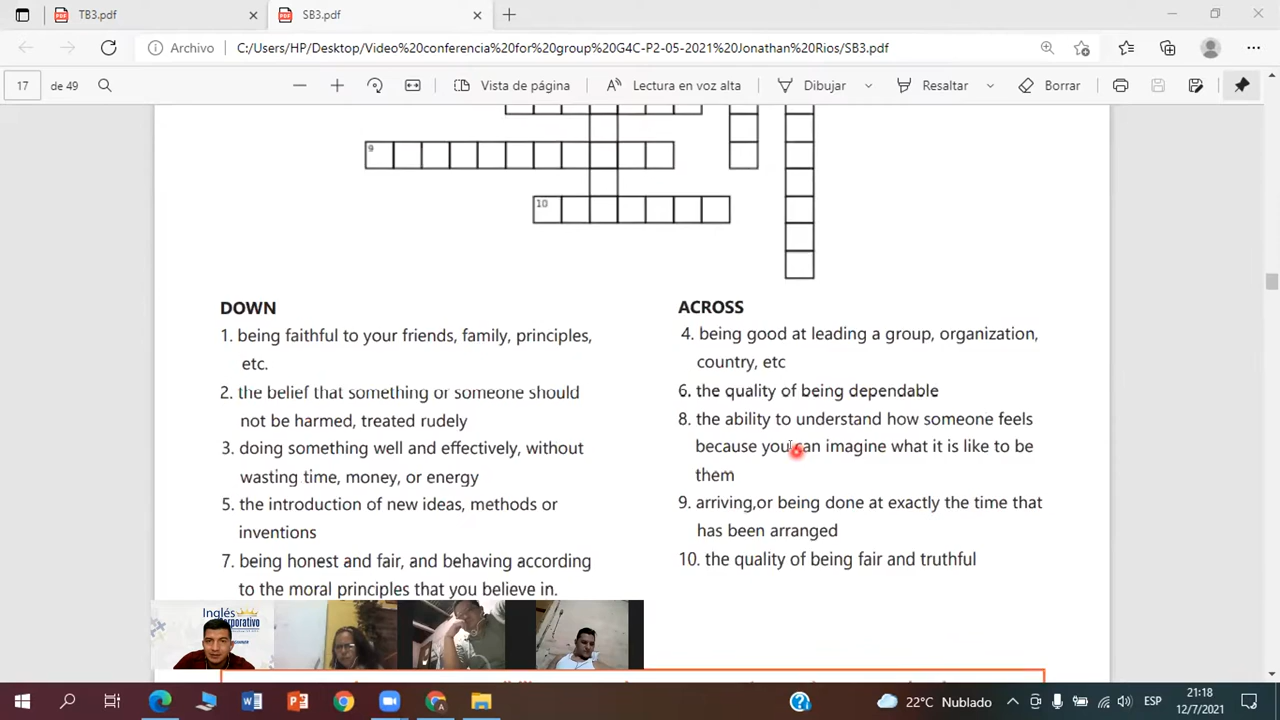 TB3.pdf
SB3.pdf
Archivo
C:/Users/HP/Desktop/Video%20conferencia%20for%20group%20G4C-P2-05-2021%20Jonathan%20Rios/SB3.pdf
17 de 49
Vista de página
Lectura en voz alta
Dibujar
Resaltar
Borrar
9
10
DOWN
1. being faithful to your friends, family, principles,
etc.
2. the belief that something or someone should
not be harmed, treated rudely
3. doing something well and effectively, without
wasting time, money, or energy
5. the introduction of new ideas, methods or
inventions
7. being honest and fair, and behaving according
to the moral principles that you believe in.
ACROSS
4. being good at leading a group, organization,
country, etc
6. the quality of being dependable
8. the ability to understand how someone feels
because you can imagine what it is like to be
them
9. arriving,or being done at exactly the time that
has been arranged
10. the quality of being fair and truthful
Inglés
22°C Nublado
ESP
21:18
12/7/2021